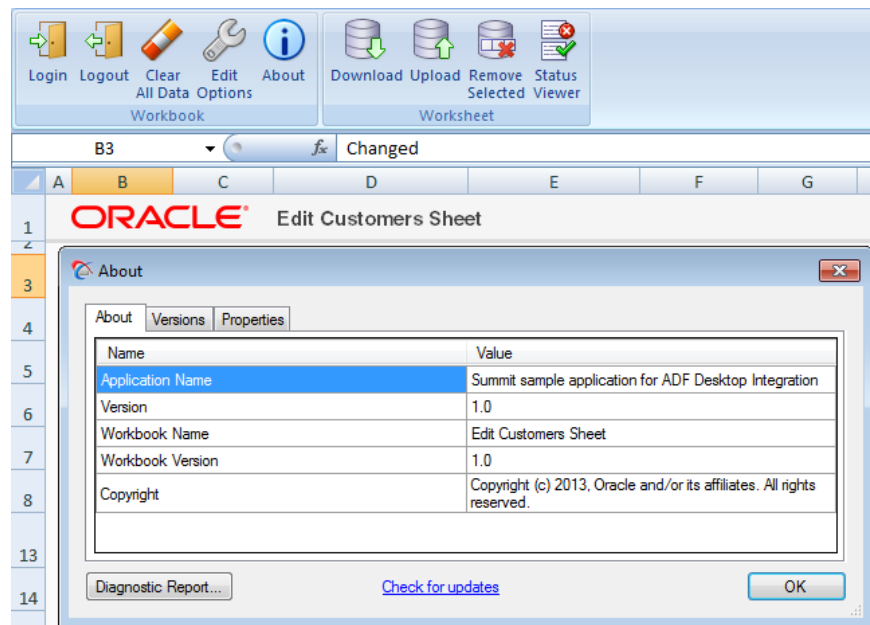 Login Logout Clear Edit About Download Upload Remove Status
All Data Options Selected Viewer
Workbook Worksheet
B3 fx Changed
A B C D E F G
1 ORACLE® Edit Customers Sheet
2
About
3
About Versions Properties
4
Name Value
5
Application Name Summit sample application for ADF Desktop Integration
Version 1.0
6
Workbook Name Edit Customers Sheet
7
Workbook Version 1.0
Copyright Copyright (c) 2013, Oracle and/or its affiliates. All rights
reserved.
8
13
Diagnostic Report... Check for updates OK
14